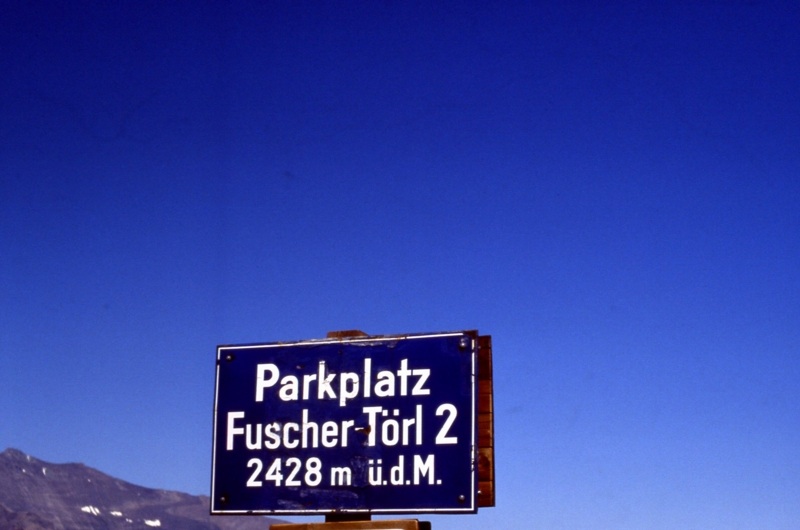 Parkplatz
Fuscher-Törl 2
2428 m ü.d.M.